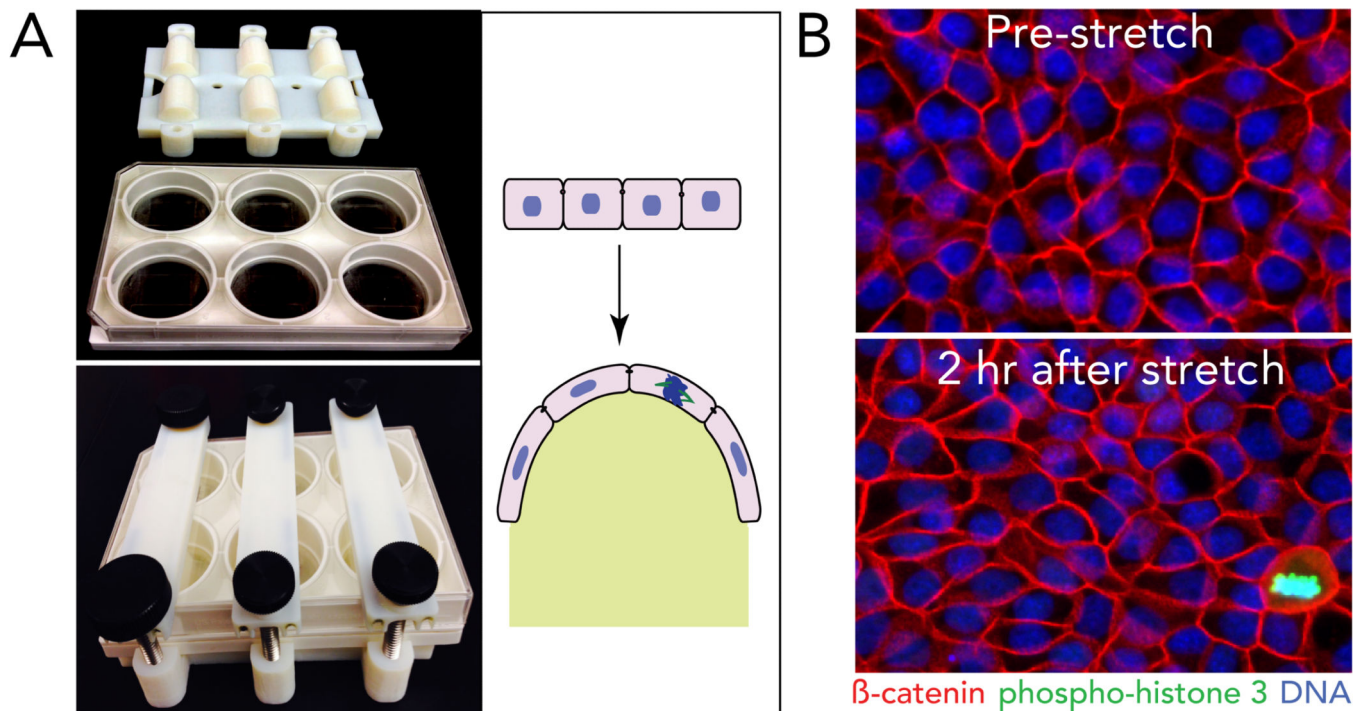 A
B
Pre-stretch
2 hr after stretch
ß-catenin phospho-histone 3 DNA